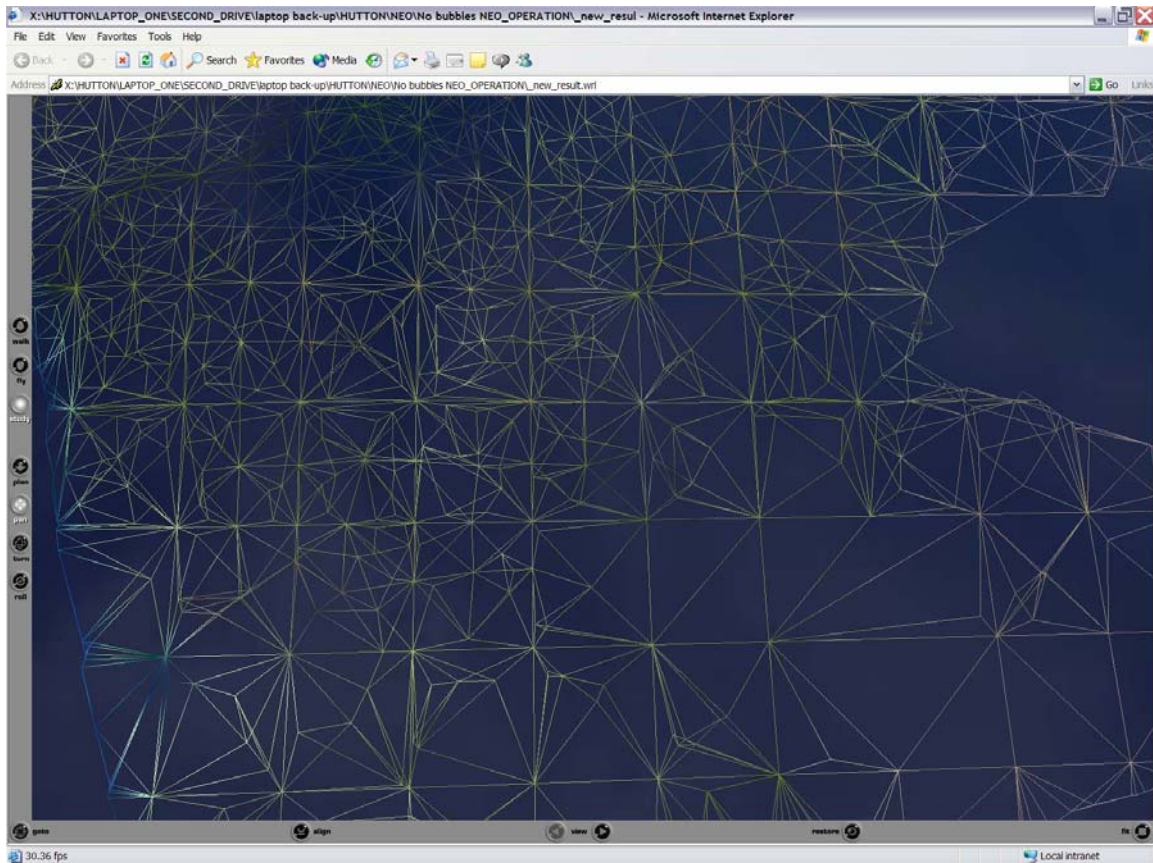 X:\HUTTON\LAPTOP_ONE\SECOND_DRIVE\laptop back-up\HUTTON\NEO\No bubbles NEO_OPERATION\_new_resul - Microsoft Internet Explorer
File Edit View Favorites Tools Help
Back Search Favorites Media
Address X:\HUTTON\LAPTOP_ONE\SECOND_DRIVE\laptop back-up\HUTTON\NEO\No bubbles NEO_OPERATION\_new_result.wrl Go Links
walk
fly
study
plan
pan
turn
roll
goto align view restore fit
30.36 fps Local intranet